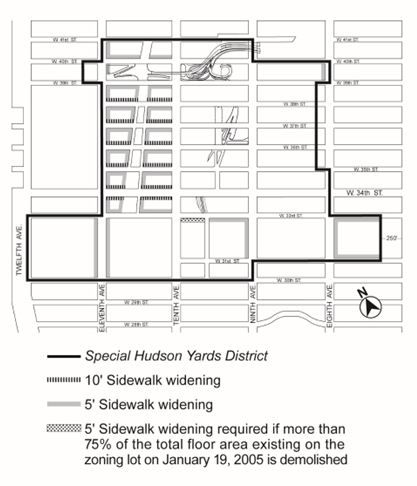 W. 41st ST.
W. 41st ST.
W. 40th ST.
W. 40th ST.
W. 39th ST.
W. 39th ST.
W. 38th ST.
W. 37th ST.
W. 36th ST.
W. 35th ST.
W. 34th ST.
W. 33rd ST.
250'
W. 31st ST.
W. 30th ST.
W. 29th ST.
W. 28th ST.
TWELFTH AVE.
ELEVENTH AVE.
TENTH AVE.
NINTH AVE.
EIGHTH AVE.
N
Special Hudson Yards District
10' Sidewalk widening
5' Sidewalk widening
5' Sidewalk widening required if more than
75% of the total floor area existing on the
zoning lot on January 19, 2005 is demolished